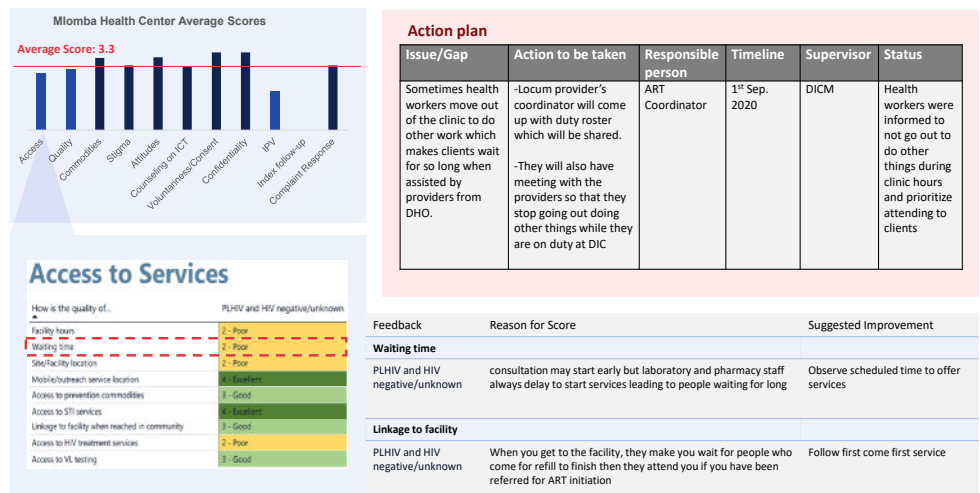 Mlomba Health Center Average Scores
Average Score: 3.3
Access
Quality
Commodities
Stigma
Attitudes
Counseling on ICT
Voluntariness/Consent
Confidentiality
IPV
Index follow-up
Complaint Response
Action plan
Issue/Gap
Action to be taken
Responsible
person
Timeline
Supervisor
Status
Sometimes health
workers move out
of the clinic to do
other work which
makes clients wait
for so long when
assisted by
providers from
DHO.
-Locum provider's
coordinator will come
up with duty roster
which will be shared.
-They will also have
meeting with the
providers so that they
stop going out doing
other things while they
are on duty at DIC
ART
Coordinator
1st Sep.
2020
DICM
Health
workers were
informed to
not go out to
do other
things during
clinic hours
and prioritize
attending to
clients
Access to Services
How is the quality of.. PLHIV and HIV negative/unknown
Facility hours 2 - Poor
Waiting time 2 - Poor
Site/Facility location 2 - Poor
Mobile/outreach service location 4 - Excellent
Access to prevention commodities 3 - Good
Access to STI services 4 - Excellent
Linkage to facility when reached in community 3 - Good
Access to HIV treatment services 2 - Poor
Access to VL testing 3 - Good
Feedback Reason for Score Suggested Improvement
Waiting time
PLHIV and HIV
negative/unknown
consultation may start early but laboratory and pharmacy staff
always delay to start services leading to people waiting for long
Observe scheduled time to offer
services
Linkage to facility
PLHIV and HIV
negative/unknown
When you get to the facility, they make you wait for people who
come for refill to finish then they attend you if you have been
referred for ART initiation
Follow first come first service